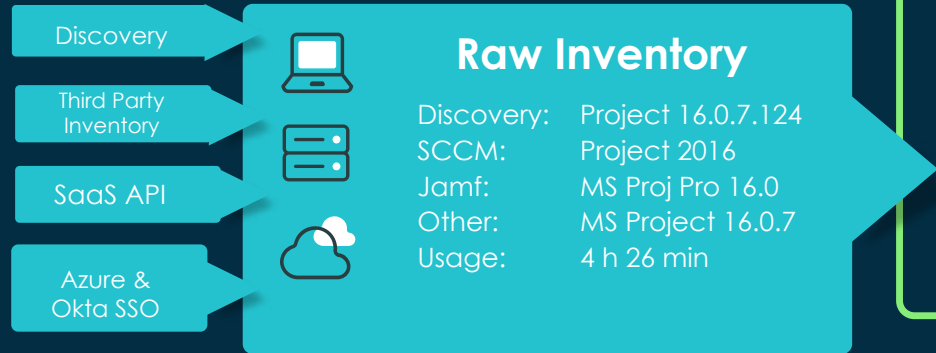 Discovery
Third Party
Inventory
SaaS API
Azure &
Okta SSO
Raw Inventory
Discovery: Project 16.0.7.124
SCCM: Project 2016
Jamf: MS Proj Pro 16.0
Other: MS Project 16.0.7
Usage: 4 h 26 min